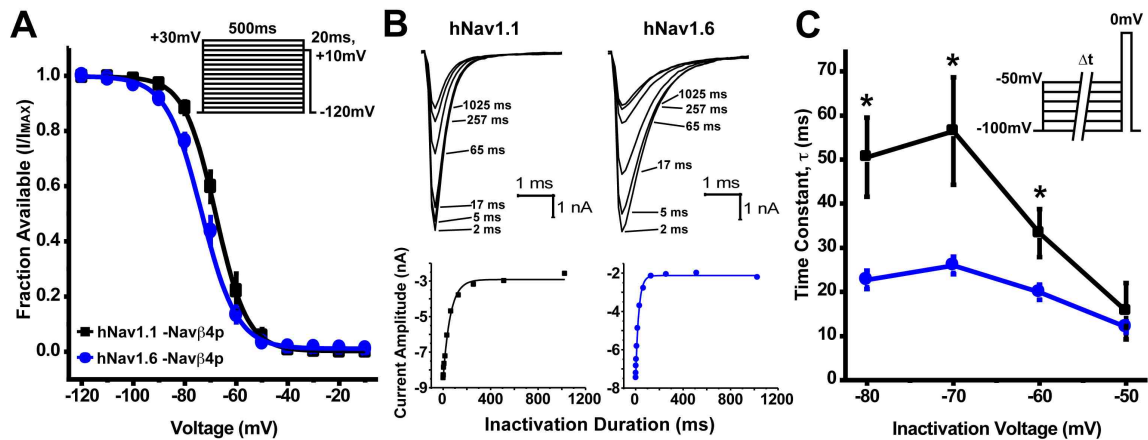 A
+30mV
500ms
20ms,
+10mV
-120mV
Fraction Available (I/IMAX)
1.0
0.8
0.6
0.4
0.2
0.0
hNav1.1 -Navβ4p
hNav1.6 -Navβ4p
-120
-100
-80
-60
-40
-20
Voltage (mV)
B
hNav1.1
1025 ms
257 ms
65 ms
17 ms
5 ms
2 ms
1 ms
1 nA
hNav1.6
1025 ms
257 ms
65 ms
17 ms
5 ms
2 ms
1 ms
1 nA
Current Amplitude (nA)
-2
-3
-4
-5
-6
-7
-8
-9
0
400
800
1200
-2
-4
-6
-8
0
400
800
1200
Inactivation Duration (ms)
C
0mV
Δt
-50mV
-100mV
Time Constant, τ (ms)
70
60
50
40
30
20
10
0
*
*
*
-80
-70
-60
-50
Inactivation Voltage (mV)